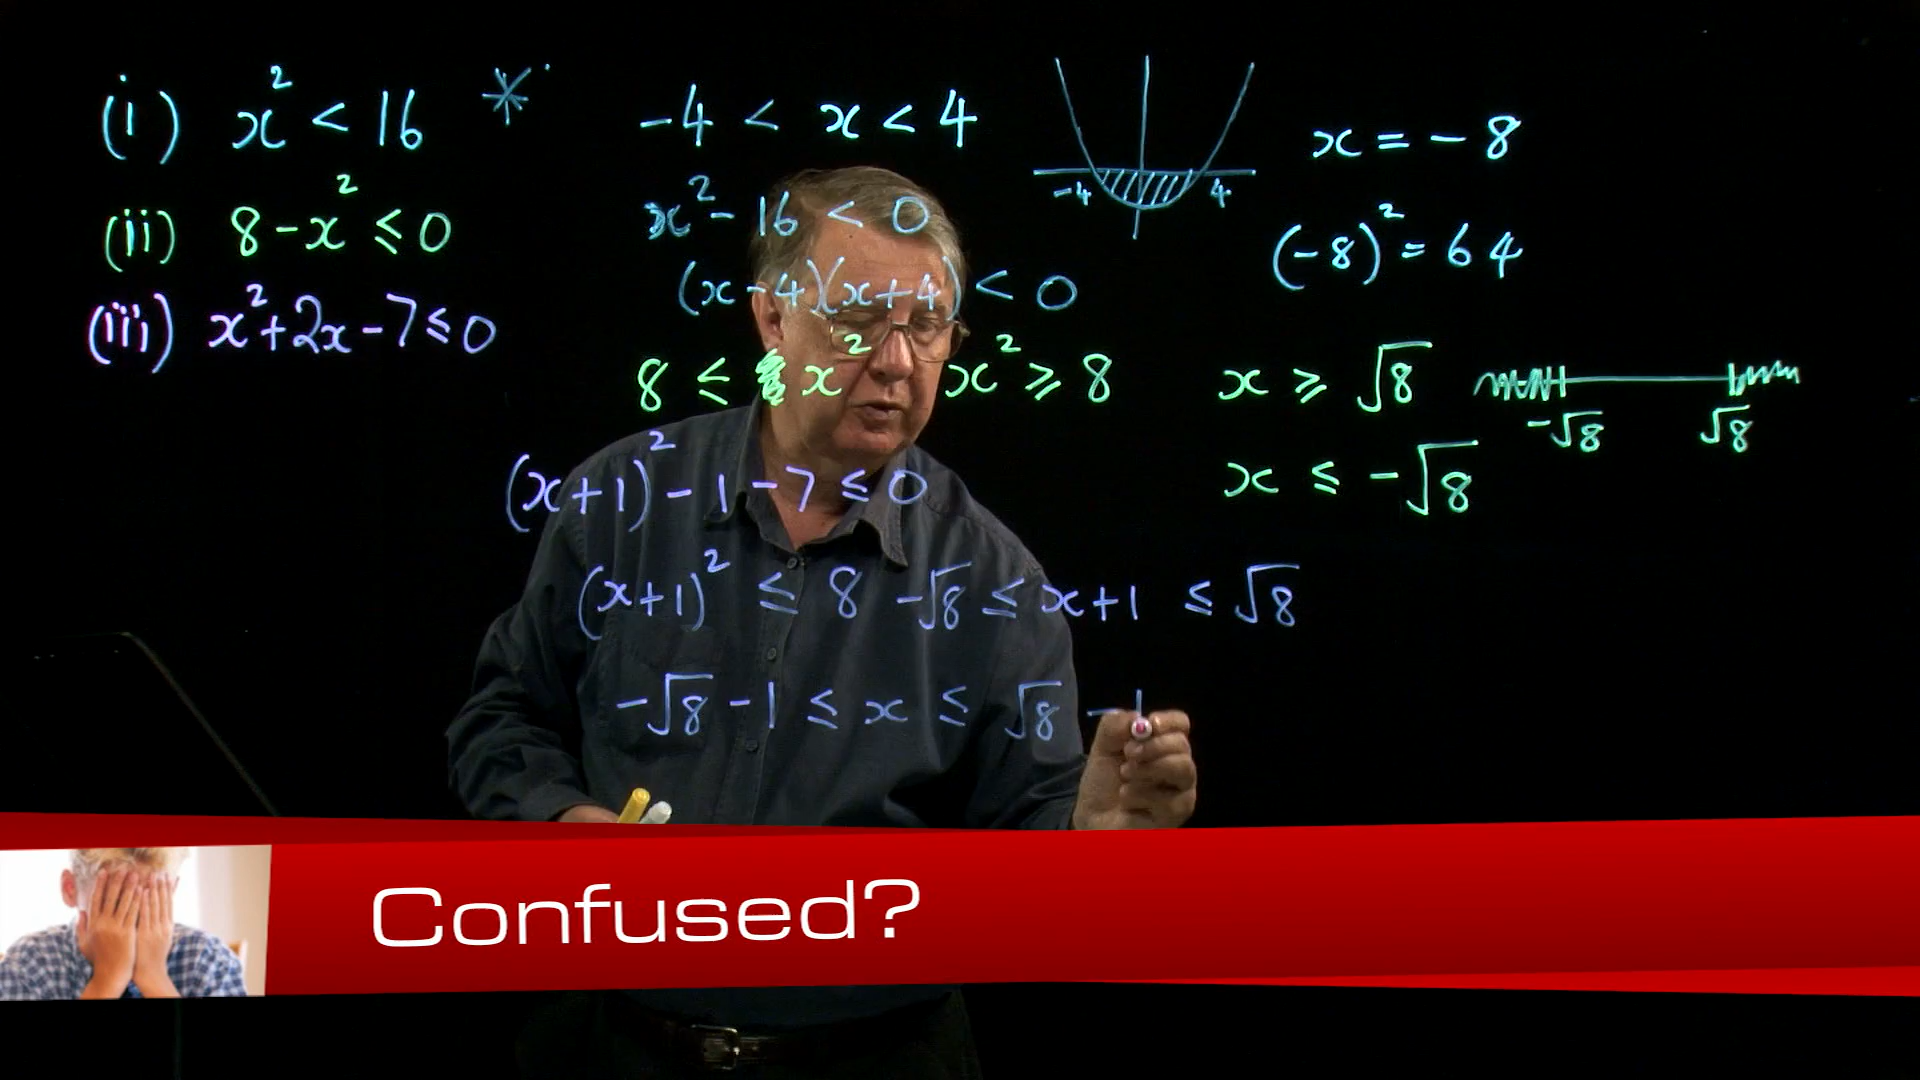 (i) x² < 16 *
(ii) 8 - x² ≤ 0
(iii) x² + 2x - 7 ≤ 0
-4 < x < 4
x² - 16 < 0
(x - 4)(x + 4) < 0
-4 4
x = -8
(-8)² = 64
8 ≤ x² x² ≥ 8
x ≥ √8
x ≤ -√8
-√8 √8
(x+1)² - 1 - 7 ≤ 0
(x+1)² ≤ 8 -√8 ≤ x+1 ≤ √8
-√8 - 1 ≤ x ≤ √8 - 1
Confused?